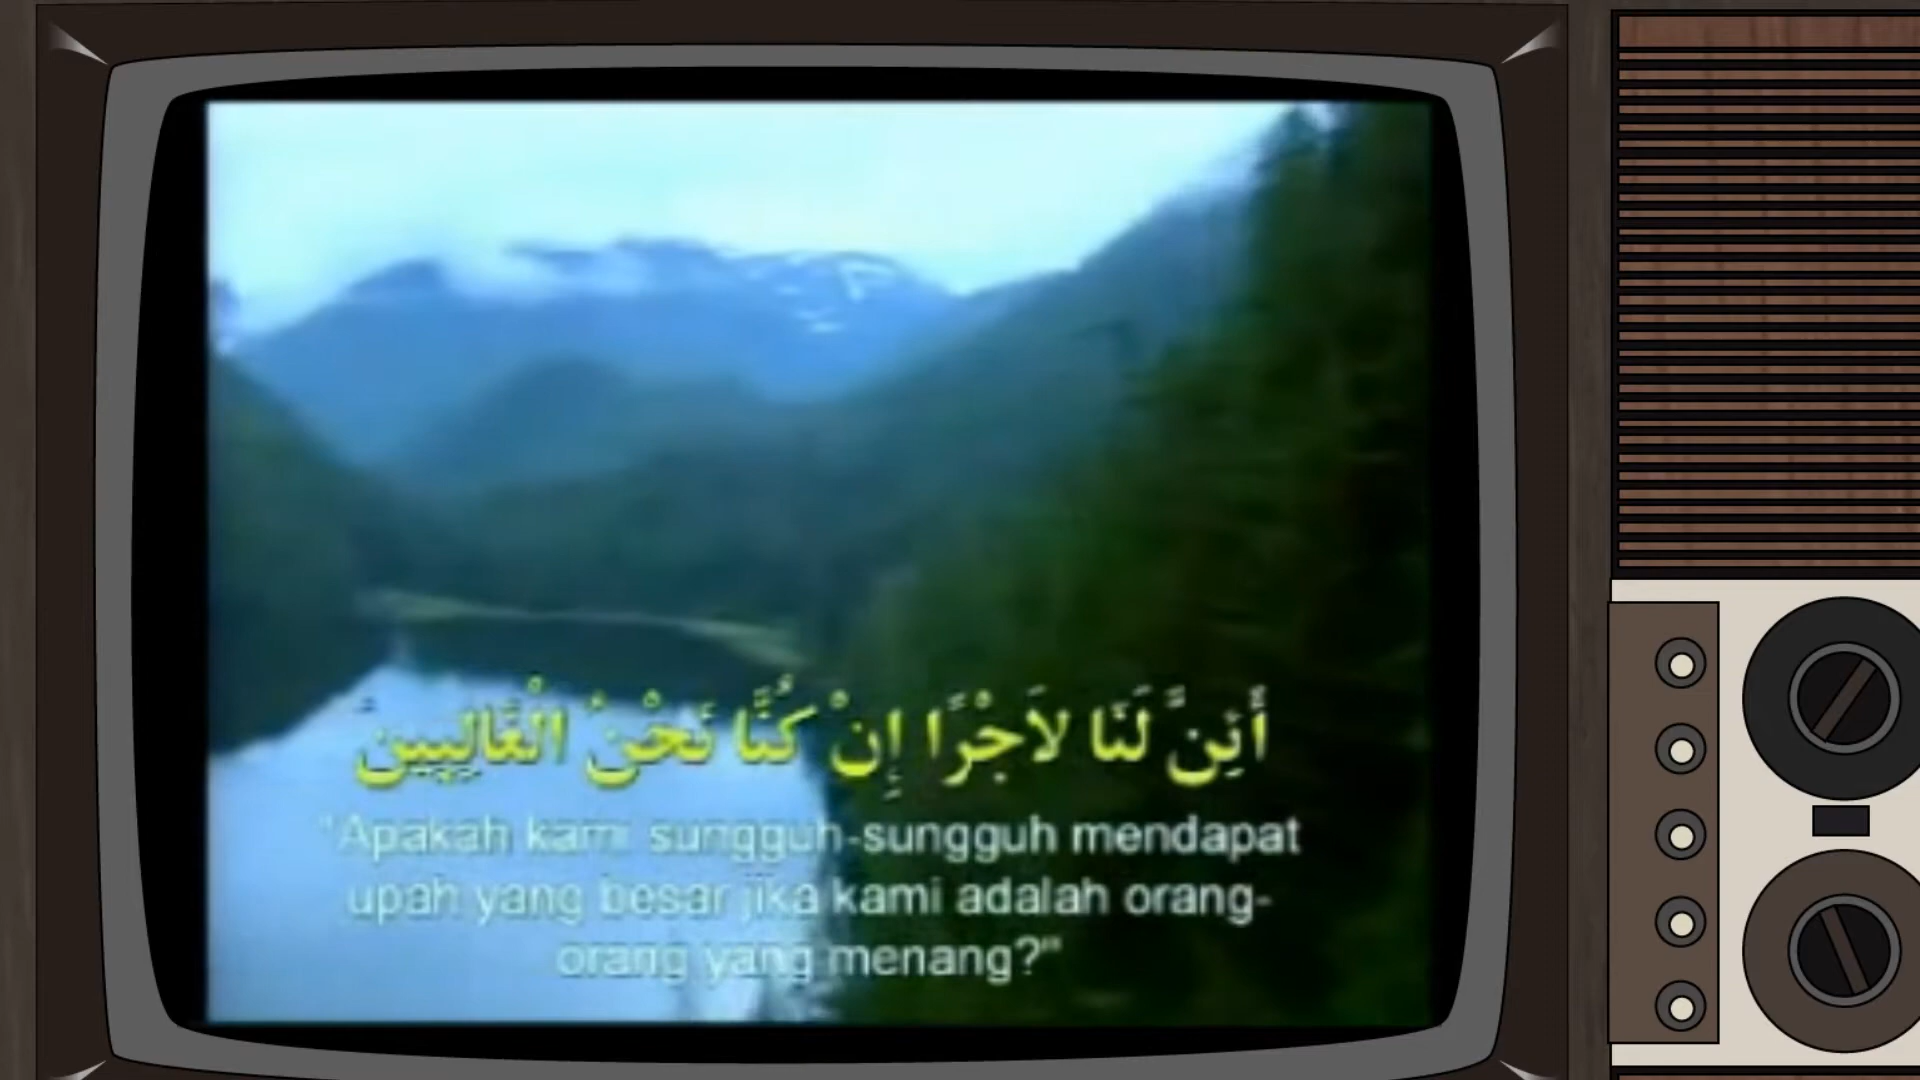 أَئِنَّ لَنَا لَأَجْرًا إِنْ كُنَّا نَحْنُ الْغَالِبِينَ
"Apakah kami sungguh-sungguh mendapat
upah yang besar jika kami adalah orang-
orang yang menang?"